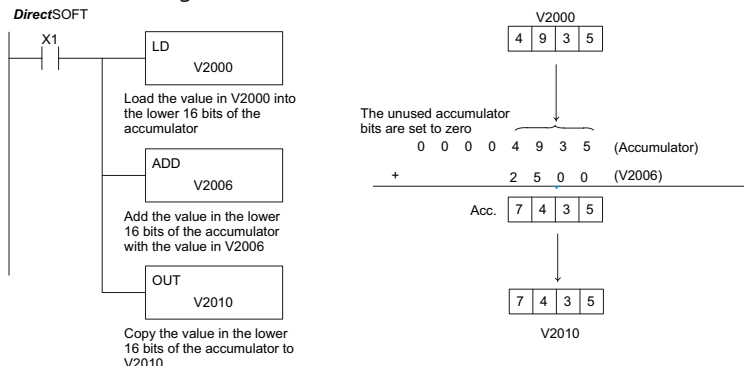 DirectSOFT
X1
LD
V2000
Load the value in V2000 into
the lower 16 bits of the
accumulator
ADD
V2006
Add the value in the lower
16 bits of the accumulator
with the value in V2006
OUT
V2010
Copy the value in the lower
16 bits of the accumulator to
V2010
V2000
4 9 3 5
The unused accumulator
bits are set to zero
0 0 0 0 4 9 3 5 (Accumulator)
+ 2 5 0 0 (V2006)
Acc. 7 4 3 5
7 4 3 5
V2010